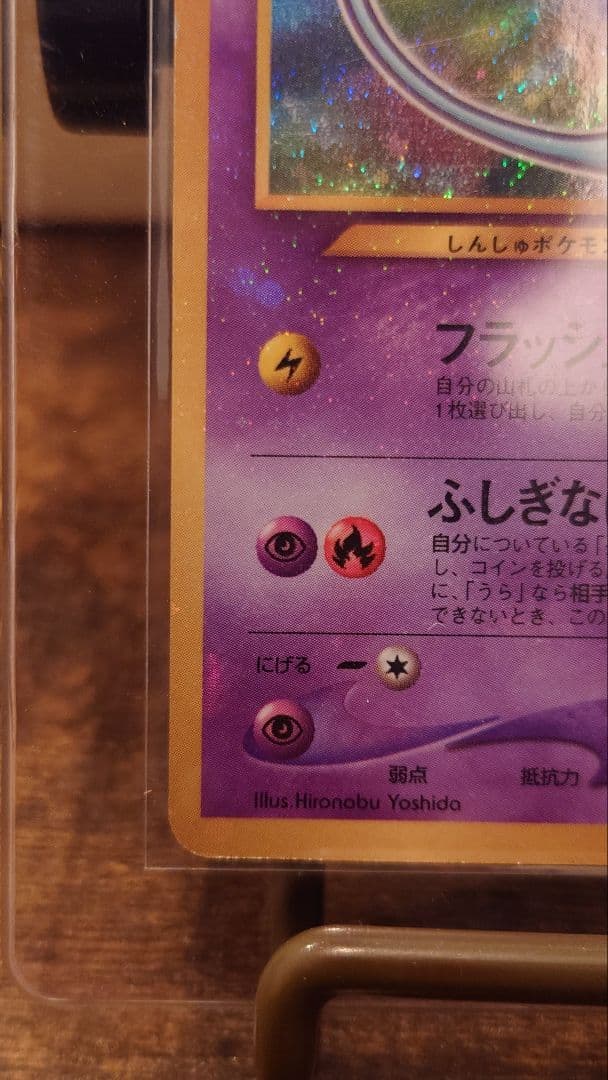 しんしゅポケモ
フラッシ
自分の山札の上か
1枚選び出し、自分
ふしぎな
自分についている「
し、コインを投げる
に、「うら」なら相手
できないとき、この
にげる
弱点 抵抗力
Illus.Hironobu Yoshida